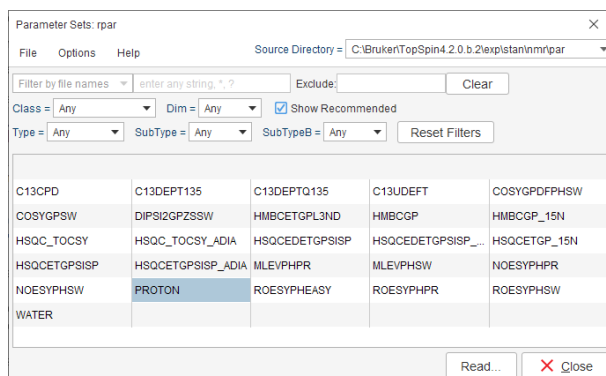 Parameter Sets: rpar
File Options Help Source Directory = C:\Bruker\TopSpin4.2.0.b.2\exp\stan\nmr\par
Filter by file names enter any string, *, ? Exclude: Clear
Class = Any Dim = Any Show Recommended
Type = Any SubType = Any SubTypeB = Any Reset Filters
C13CPD C13DEPT135 C13DEPTQ135 C13UDEFT COSYGPDFPHSW
COSYGPSW DIPSI2GPZSSW HMBCETGPL3ND HMBCGP HMBCGP_15N
HSQC_TOCSY HSQC_TOCSY_ADIA HSQCEDETGPSISP HSQCEDETGPSISP_... HSQCETGP_15N
HSQCETGPSISP HSQCETGPSISP_ADIA MLEVPHPR MLEVPHSW NOESYPHPR
NOESYPHSW PROTON ROESYPHEASY ROESYPHPR ROESYPHSW
WATER
Read... Close